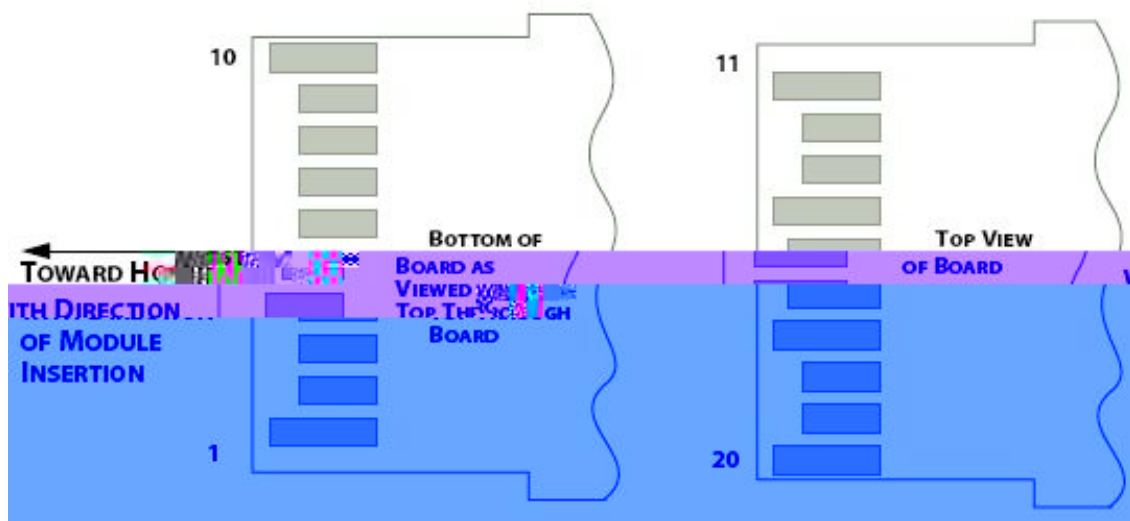 10
11
BOTTOM OF
BOARD AS
VIEWED
TOP
BOARD
TOP VIEW
OF BOARD
TOWARD
ITH DIRECTION
OF MODULE
INSERTION
1
20